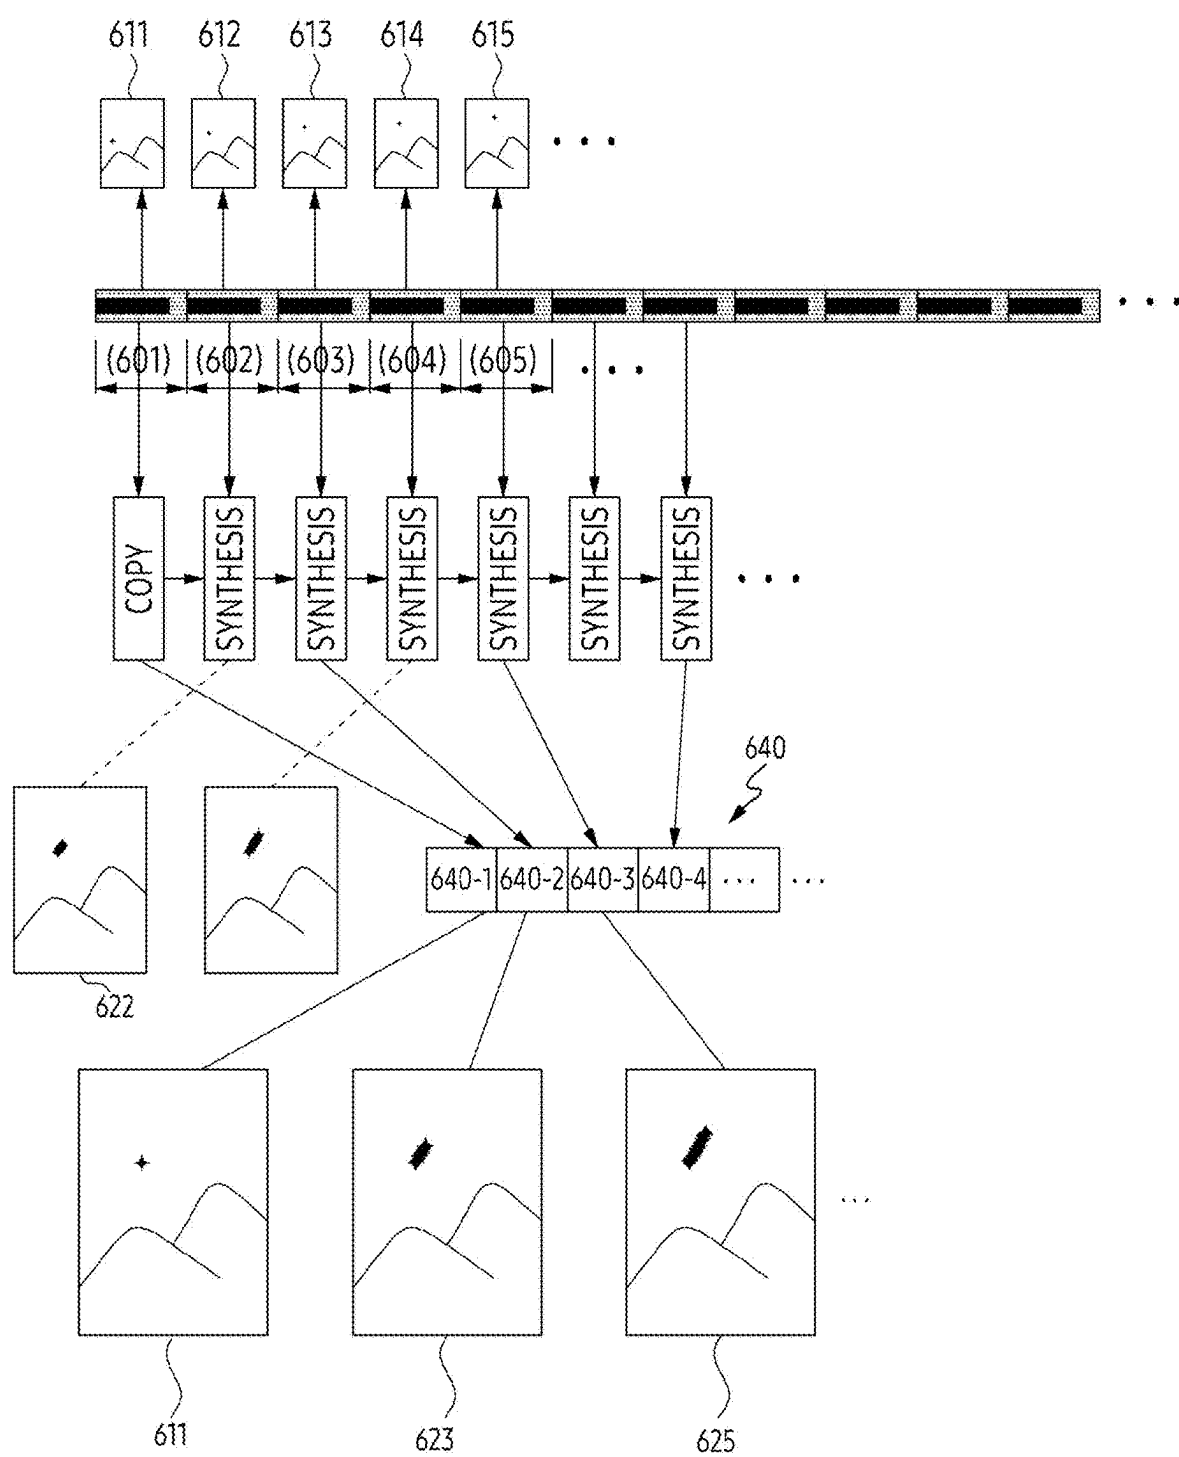 611 612 613 614 615
(601) (602) (603) (604) (605)
COPY SYNTHESIS SYNTHESIS SYNTHESIS SYNTHESIS SYNTHESIS SYNTHESIS
640
640-1 640-2 640-3 640-4 ... ...
622
...
611 623 625